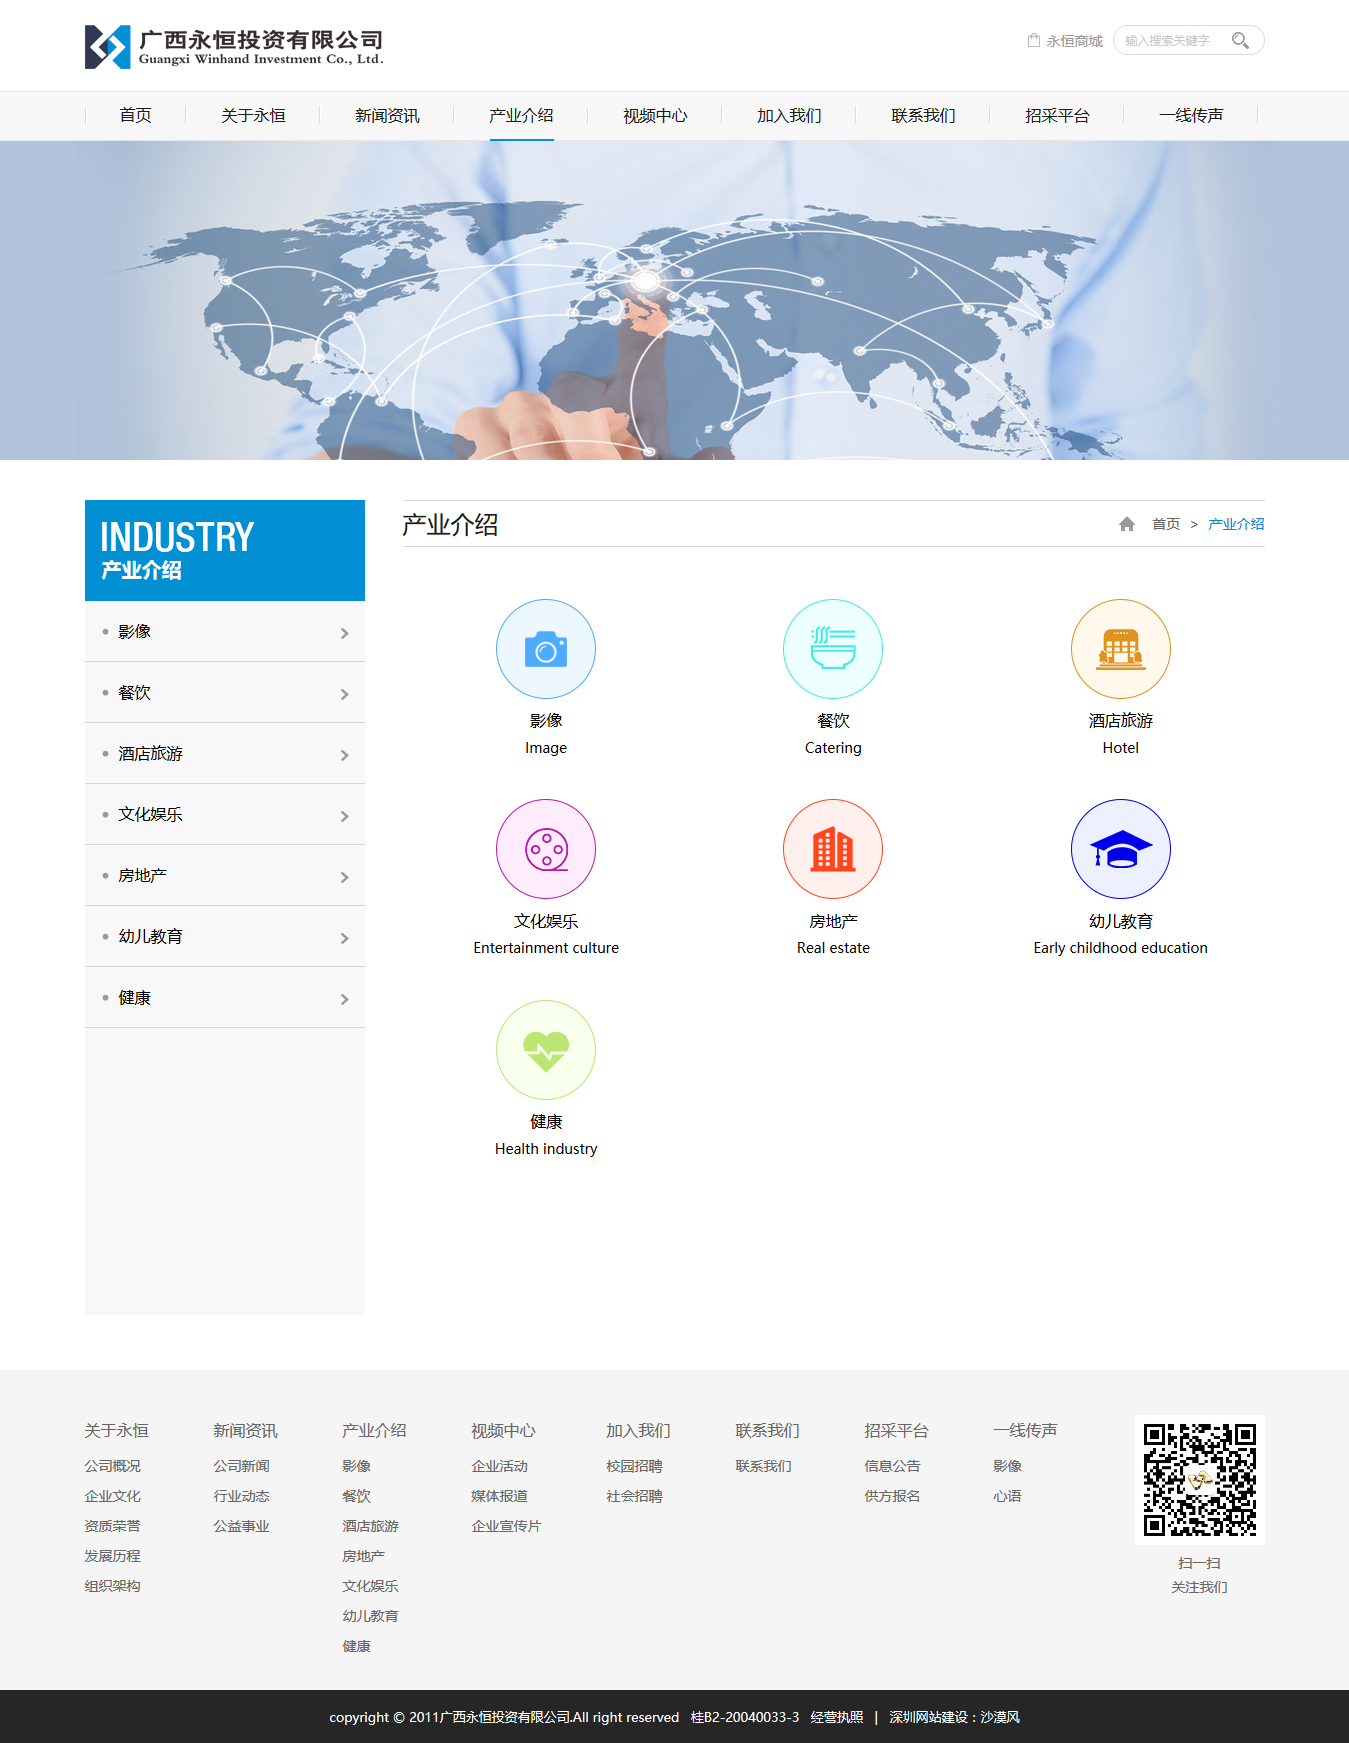 广西永恒投资有限公司
Guangxi Winhand Investment Co., Ltd.
永恒商城
输入搜索关键字
首页
关于永恒
新闻资讯
产业介绍
视频中心
加入我们
联系我们
招采平台
一线传声
INDUSTRY
产业介绍
影像
餐饮
酒店旅游
文化娱乐
房地产
幼儿教育
健康
产业介绍
首页 > 产业介绍
影像
Image
餐饮
Catering
酒店旅游
Hotel
文化娱乐
Entertainment culture
房地产
Real estate
幼儿教育
Early childhood education
健康
Health industry
关于永恒
公司概况
企业文化
资质荣誉
发展历程
组织架构
新闻资讯
公司新闻
行业动态
公益事业
产业介绍
影像
餐饮
酒店旅游
房地产
文化娱乐
幼儿教育
健康
视频中心
企业活动
媒体报道
企业宣传片
加入我们
校园招聘
社会招聘
联系我们
联系我们
招采平台
信息公告
供方报名
一线传声
影像
心语
扫一扫
关注我们
copyright © 2011广西永恒投资有限公司.All right reserved 桂B2-20040033-3 经营执照 | 深圳网站建设：沙漠风